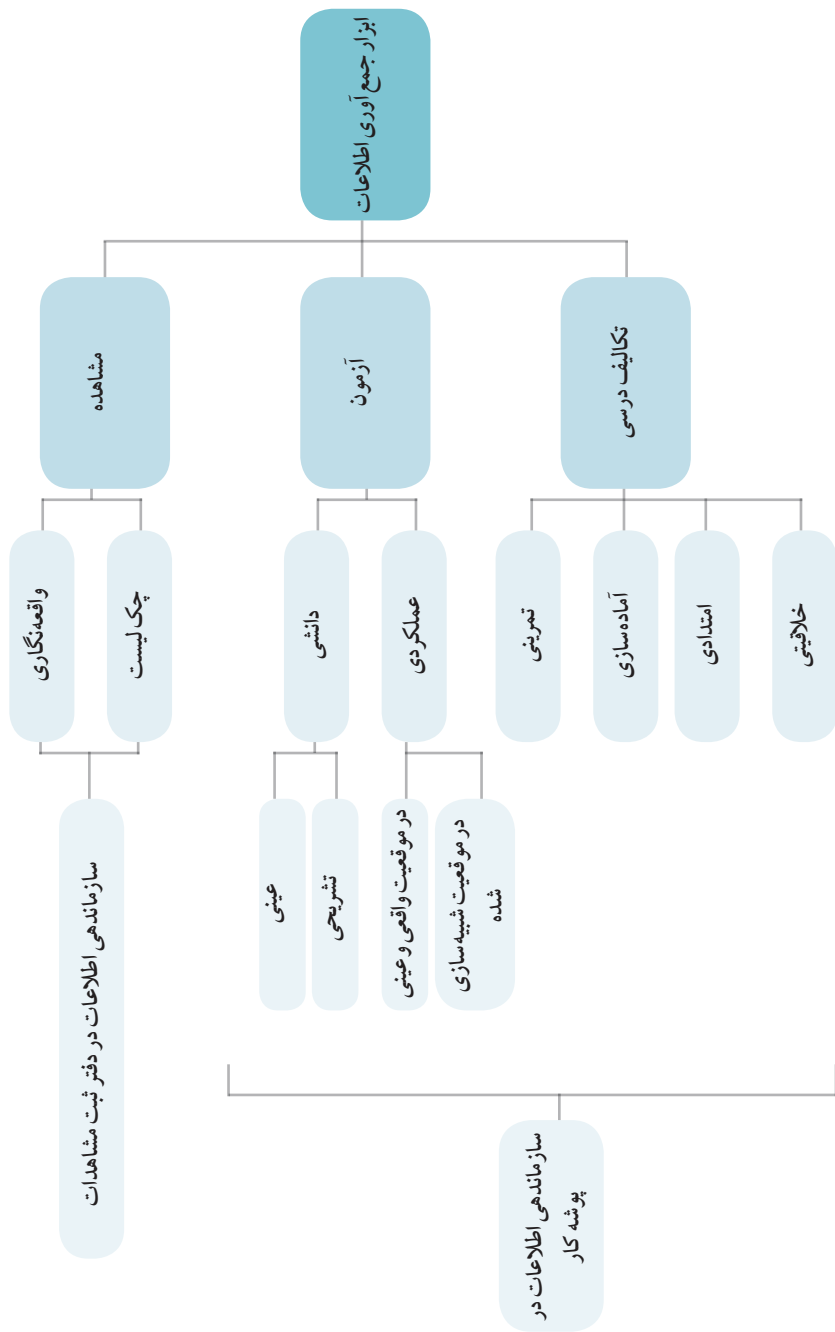 ابزار جمع آوری اطلاعات
تکالیف درسی
آزمون
مشاهده
خلاقیتی
امتدادی
آماده سازی
تمرینی
عملکردی
دانشی
چک لیست
واقعه‌نگاری
در موقعیت شبیه سازی
شده
در موقعیت واقعی و عینی
تشریحی
عینی
سازماندهی اطلاعات در دفتر ثبت مشاهدات
سازماندهی اطلاعات در
پوشه کار